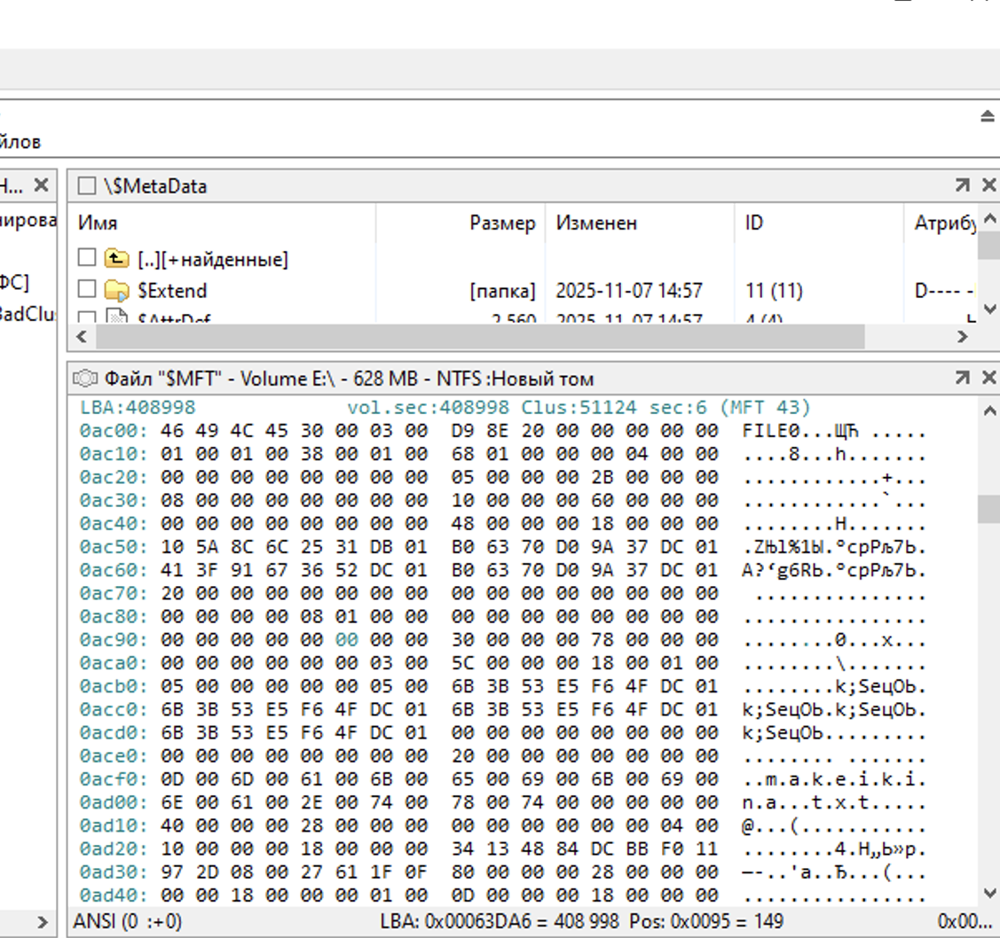 йлов
Н...
\$MetaData
нирова
Имя Размер Изменен ID Атрибу
[..][+найденные]
ФС]
$Extend [папка] 2025-11-07 14:57 11 (11) D---- -
BadClu
$AttrDef 2 560 2025-11-07 14:57 4 (4)
Файл "$MFT" - Volume E:\ - 628 MB - NTFS :Новый том
LBA:408998 vol.sec:408998 Clus:51124 sec:6 (MFT 43)
0ac00: 46 49 4C 45 30 00 03 00 D9 8E 20 00 00 00 00 00 FILE0...ЩЋ .....
0ac10: 01 00 01 00 38 00 01 00 68 01 00 00 00 04 00 00 ....8...h.......
0ac20: 00 00 00 00 00 00 00 00 05 00 00 00 2B 00 00 00 ............+...
0ac30: 08 00 00 00 00 00 00 00 10 00 00 00 60 00 00 00 ............`...
0ac40: 00 00 00 00 00 00 00 00 48 00 00 00 18 00 00 00 ........H.......
0ac50: 10 5A 8C 6C 25 31 DB 01 B0 63 70 D0 9A 37 DC 01 .ZЊl%1Ы.°cpРљ7Ь.
0ac60: 41 3F 91 67 36 52 DC 01 B0 63 70 D0 9A 37 DC 01 A?‘g6RЬ.°cpРљ7Ь.
0ac70: 20 00 00 00 00 00 00 00 00 00 00 00 00 00 00 00  ...............
0ac80: 00 00 00 00 08 01 00 00 00 00 00 00 00 00 00 00 ................
0ac90: 00 00 00 00 00 00 00 00 30 00 00 00 78 00 00 00 ........0...x...
0aca0: 00 00 00 00 00 00 03 00 5C 00 00 00 18 00 01 00 ........\.......
0acb0: 05 00 00 00 00 00 05 00 6B 3B 53 E5 F6 4F DC 01 ........k;SецOЬ.
0acc0: 6B 3B 53 E5 F6 4F DC 01 6B 3B 53 E5 F6 4F DC 01 k;SецOЬ.k;SецOЬ.
0acd0: 6B 3B 53 E5 F6 4F DC 01 00 00 00 00 00 00 00 00 k;SецOЬ.........
0ace0: 00 00 00 00 00 00 00 00 20 00 00 00 00 00 00 00 ........ .......
0acf0: 0D 00 6D 00 61 00 6B 00 65 00 69 00 6B 00 69 00 ..m.a.k.e.i.k.i.
0ad00: 6E 00 61 00 2E 00 74 00 78 00 74 00 00 00 00 00 n.a...t.x.t.....
0ad10: 40 00 00 00 28 00 00 00 00 00 00 00 00 00 04 00 @...(...........
0ad20: 10 00 00 00 18 00 00 00 34 13 48 84 DC BB F0 11 ........4.H„Ь»р.
0ad30: 97 2D 08 00 27 61 1F 0F 80 00 00 00 28 00 00 00 —-..'a..Ђ...(...
0ad40: 00 00 18 00 00 00 01 00 0D 00 00 00 18 00 00 00 ................
ANSI (0 :+0) LBA: 0x00063DA6 = 408 998 Pos: 0x0095 = 149 0x00...